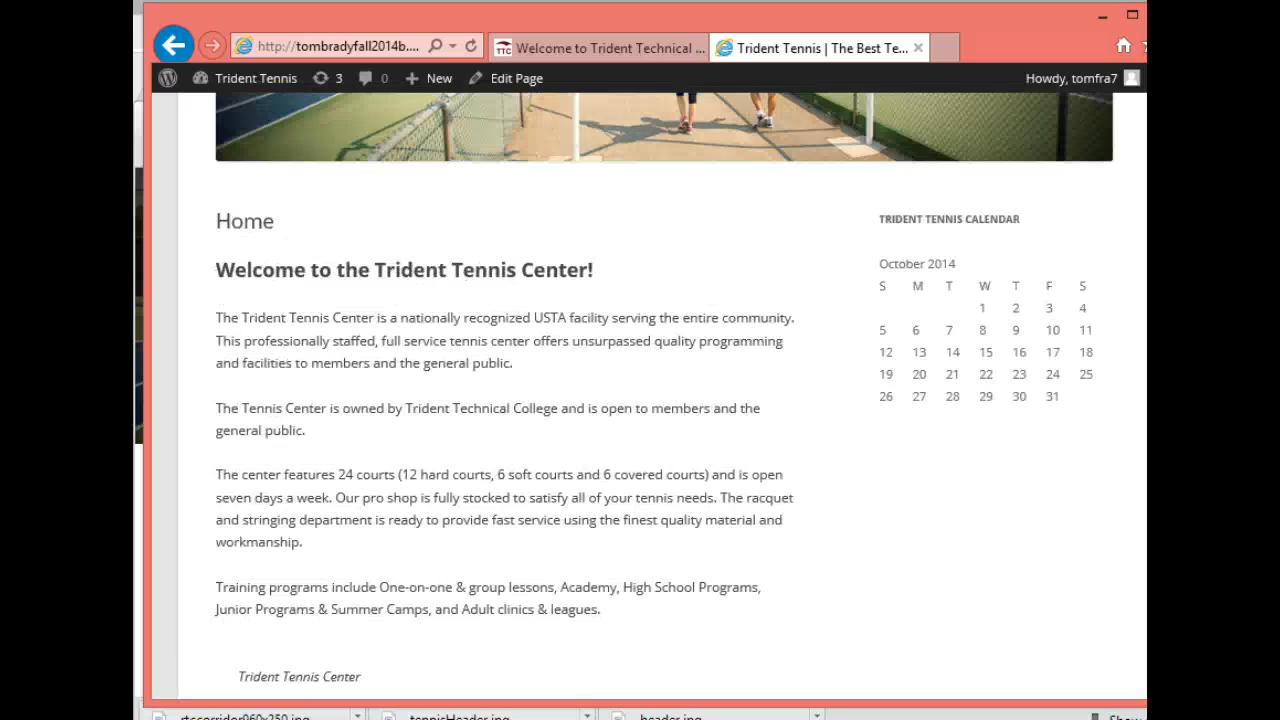 http://tombradyfall2014b....
TTC Welcome to Trident Technical ...
Trident Tennis | The Best Te...
Trident Tennis 3 0 New Edit Page
Howdy, tomfra7
Home
Welcome to the Trident Tennis Center!
The Trident Tennis Center is a nationally recognized USTA facility serving the entire community.
This professionally staffed, full service tennis center offers unsurpassed quality programming
and facilities to members and the general public.
The Tennis Center is owned by Trident Technical College and is open to members and the
general public.
The center features 24 courts (12 hard courts, 6 soft courts and 6 covered courts) and is open
seven days a week. Our pro shop is fully stocked to satisfy all of your tennis needs. The racquet
and stringing department is ready to provide fast service using the finest quality material and
workmanship.
Training programs include One-on-one & group lessons, Academy, High School Programs,
Junior Programs & Summer Camps, and Adult clinics & leagues.
Trident Tennis Center
TRIDENT TENNIS CALENDAR
October 2014
S M T W T F S
1 2 3 4
5 6 7 8 9 10 11
12 13 14 15 16 17 18
19 20 21 22 23 24 25
26 27 28 29 30 31
tennisHeader.jpg
header.jpg
Show